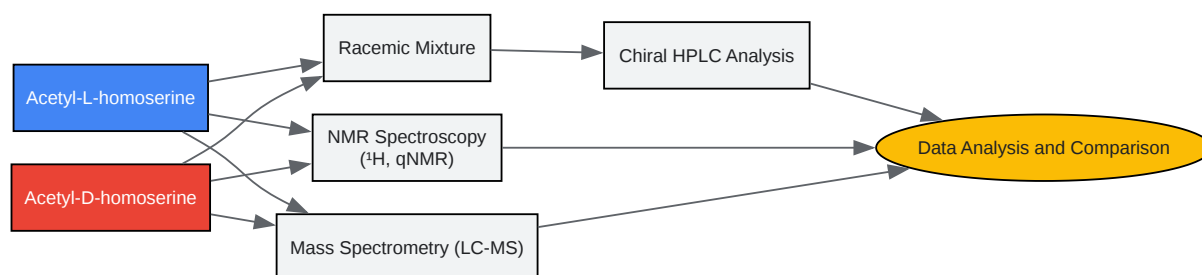 Acetyl-L-homoserine
Acetyl-D-homoserine
Racemic Mixture
NMR Spectroscopy
(¹H, qNMR)
Mass Spectrometry (LC-MS)
Chiral HPLC Analysis
Data Analysis and Comparison